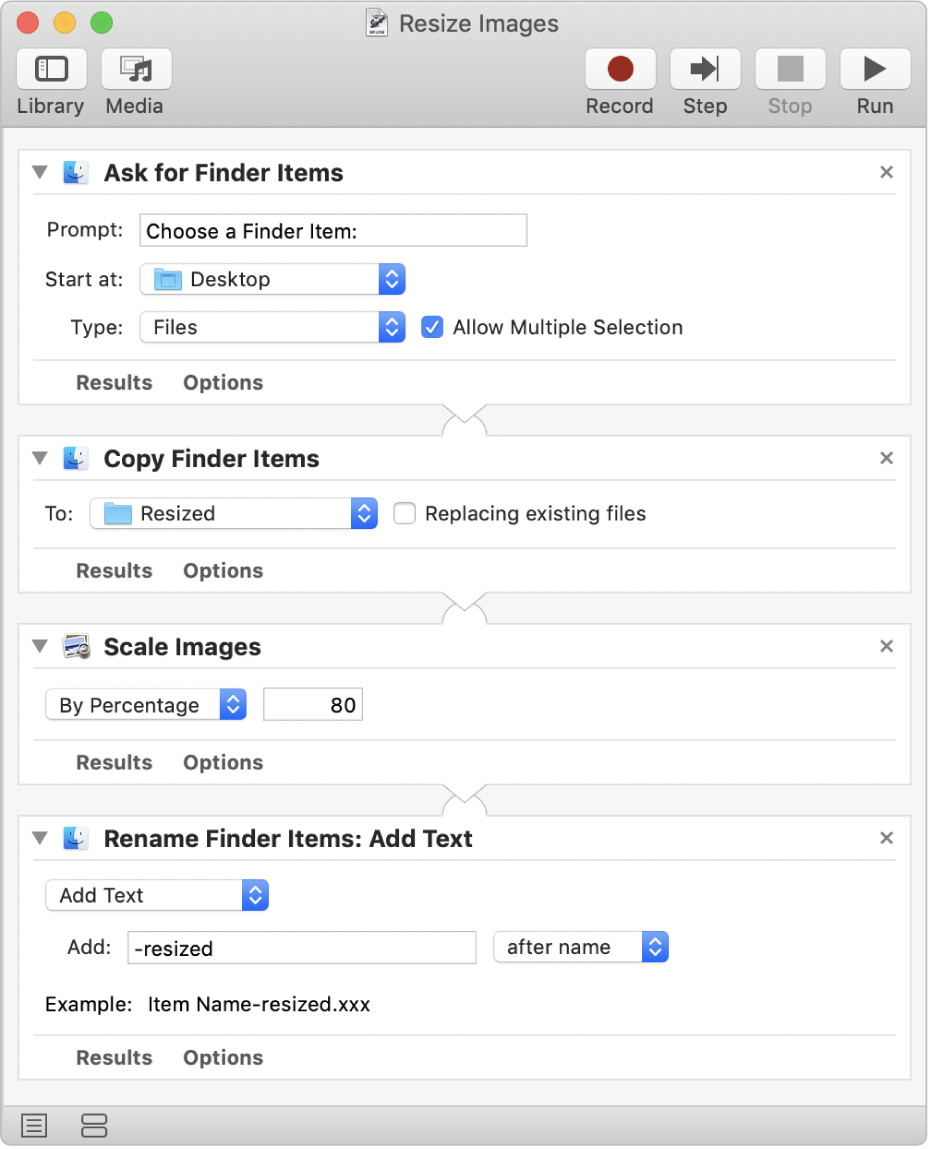 Resize Images
Library Media Record Step Stop Run
Ask for Finder Items
Prompt: Choose a Finder Item:
Start at: Desktop
Type: Files Allow Multiple Selection
Results Options
Copy Finder Items
To: Resized Replacing existing files
Results Options
Scale Images
By Percentage 80
Results Options
Rename Finder Items: Add Text
Add Text
Add: -resized after name
Example: Item Name-resized.xxx
Results Options